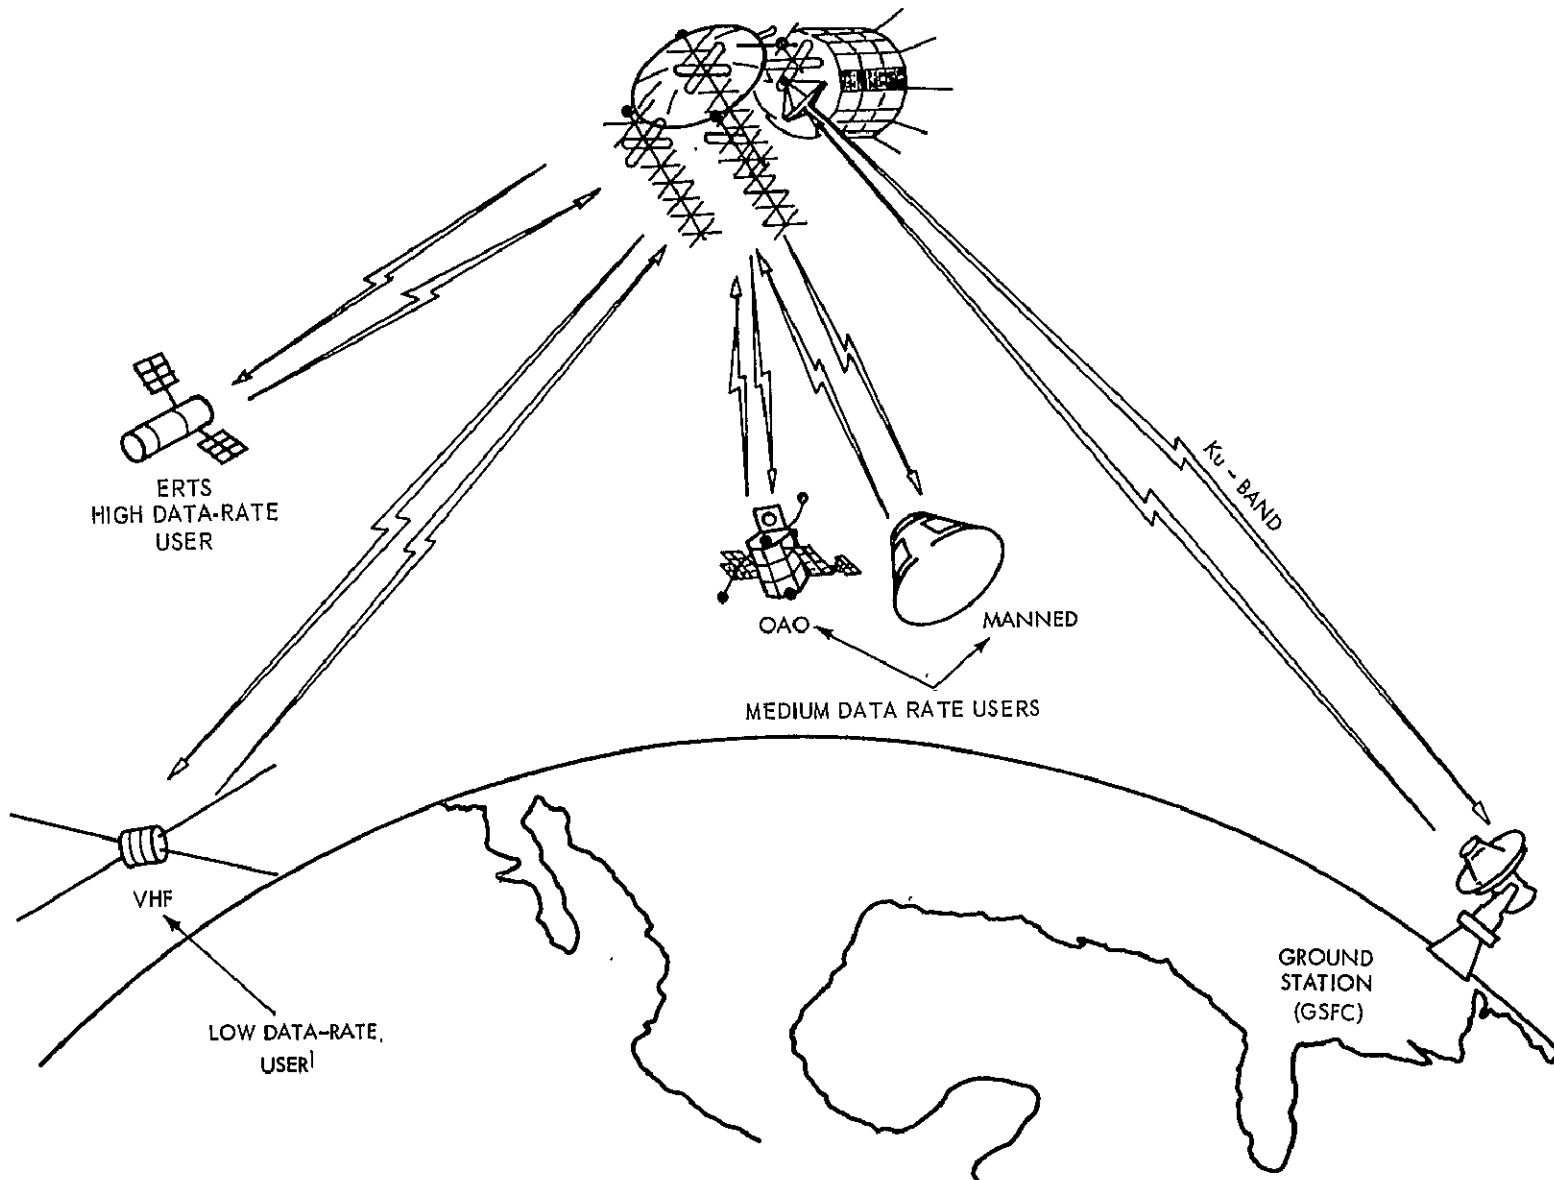 Ku - BAND
ERTS
HIGH DATA-RATE
USER
OAO
MANNED
MEDIUM DATA RATE USERS
VHF
LOW DATA-RATE,
USER1
GROUND
STATION
(GSFC)